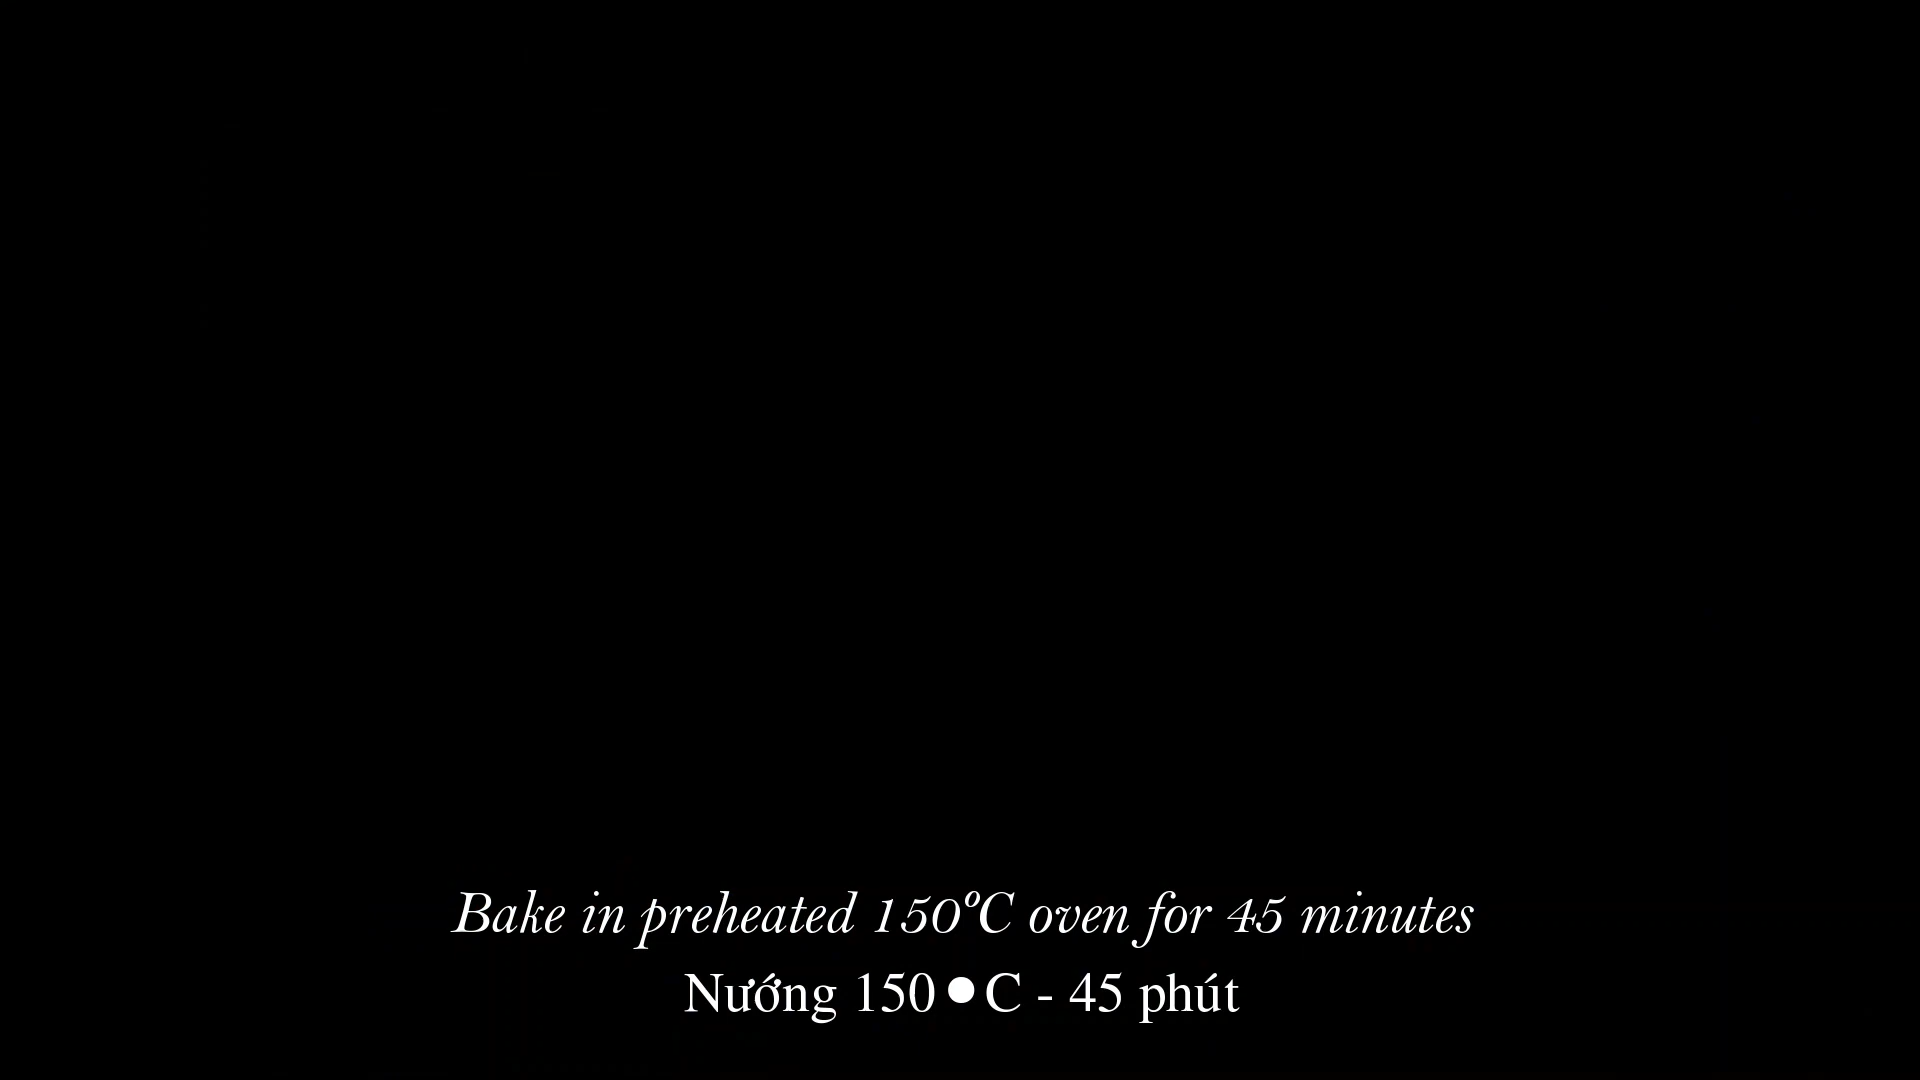 Bake in preheated 150ºC oven for 45 minutes
Nướng 150●C - 45 phút